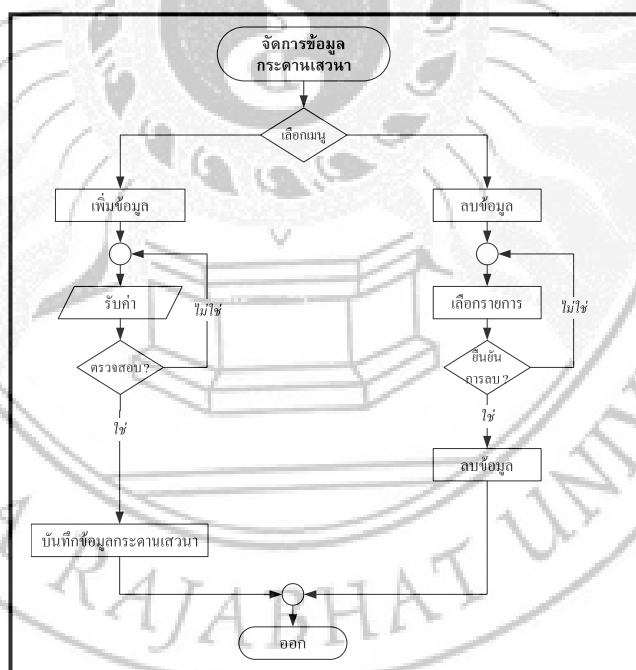 จัดการข้อมูล
กระดานเสวนา
เลือกเมนู
เพิ่มข้อมูล
ลบข้อมูล
รับค่า
ไม่ใช่
เลือกรายการ
ไม่ใช่
ตรวจสอบ?
ยืนยัน
การลบ?
ใช่
ใช่
ลบข้อมูล
บันทึกข้อมูลกระดานเสวนา
ออก
RAJABHAT UNIV